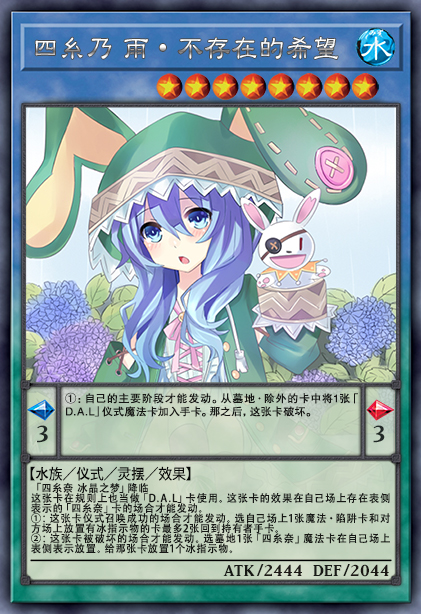 四糸乃 雨·不存在的希望
水
①：自己的主要阶段才能发动。从墓地·除外的卡中将1张「
D.A.L」仪式魔法卡加入手卡。那之后，这张卡破坏。
3
3
【水族／仪式／灵摆／效果】
「四糸奈 冰晶之梦」降临
这张卡在规则上也当做「D.A.L」卡使用。这张卡的效果在自己场上存在表侧
表示的「四糸奈」卡的场合才能发动。
①：这张卡仪式召唤成功的场合才能发动。选自己场上1张魔法·陷阱卡和对
方场上放置有冰指示物的卡最多2张回到持有者手卡。
②：这张卡被破坏的场合才能发动。选墓地1张「四糸奈」魔法卡在自己场上
表侧表示放置。给那张卡放置1个冰指示物。
ATK/2444 DEF/2044